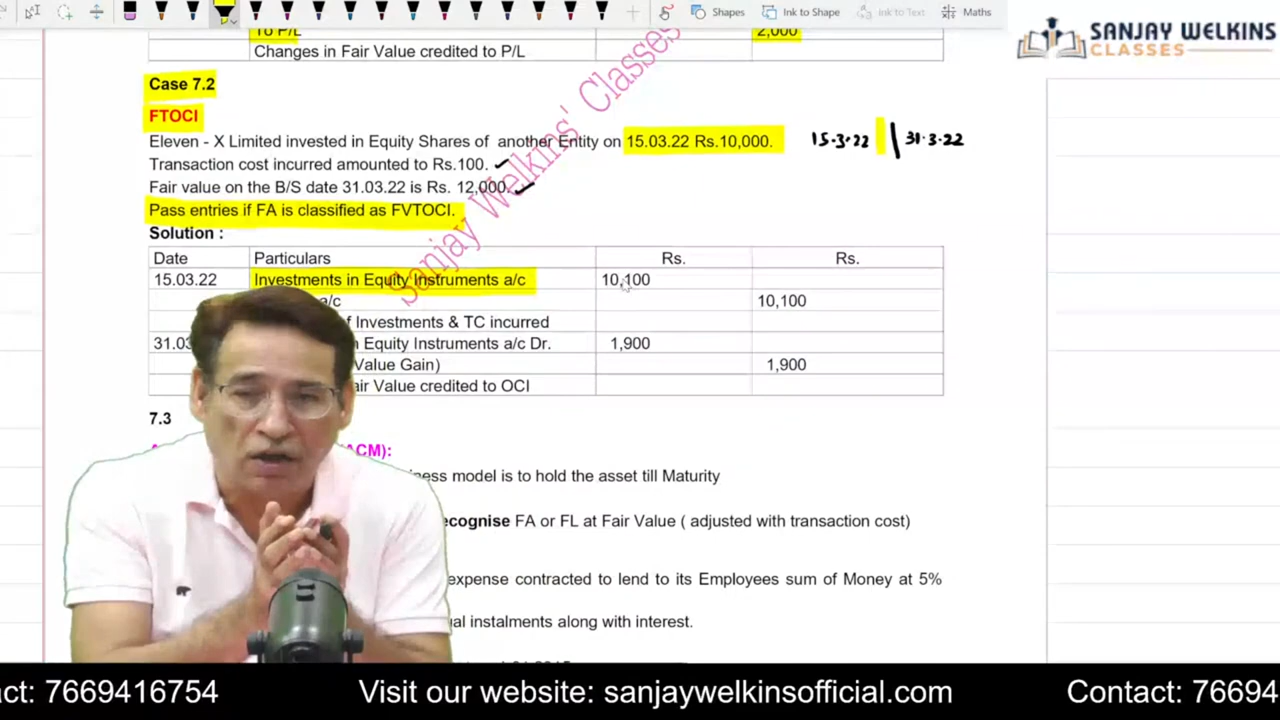 Shapes Ink to Shape Ink to Text Maths
SANJAY WELKINS
CLASSES
To P/L 2,000
Changes in Fair Value credited to P/L
Case 7.2
FTOCI
Eleven - X Limited invested in Equity Shares of another Entity on 15.03.22 Rs.10,000. 15.3.22 | 31.3.22
Transaction cost incurred amounted to Rs.100.
Fair value on the B/S date 31.03.22 is Rs. 12,000.
Pass entries if FA is classified as FVTOCI.
Solution :
Date Particulars Rs. Rs.
15.03.22 Investments in Equity Instruments a/c 10,100
a/c 10,100
f Investments & TC incurred
31.03 n Equity Instruments a/c Dr. 1,900
Value Gain) 1,900
air Value credited to OCI
7.3
ACM):
ness model is to hold the asset till Maturity
ecognise FA or FL at Fair Value ( adjusted with transaction cost)
expense contracted to lend to its Employees sum of Money at 5%
al instalments along with interest.
Sanjay Welkins' Classes
act: 7669416754 Visit our website: sanjaywelkinsofficial.com Contact: 76694